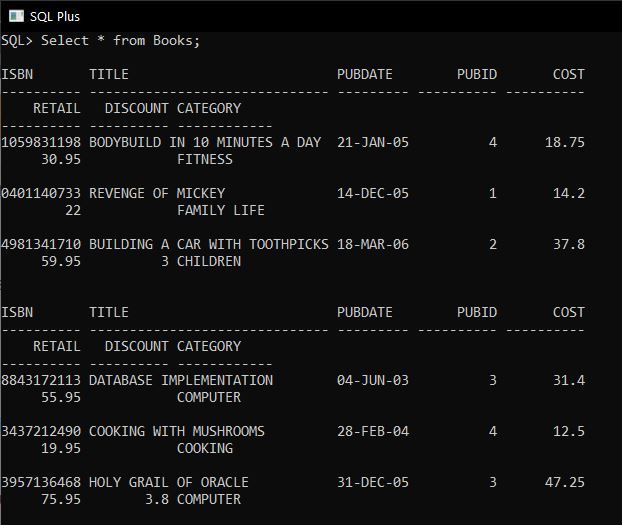 SQL Plus
SQL> Select * from Books;
ISBN       TITLE                          PUBDATE        PUBID       COST
---------- ------------------------------ --------- ---------- ----------
    RETAIL   DISCOUNT CATEGORY
---------- ---------- ------------
1059831198 BODYBUILD IN 10 MINUTES A DAY  21-JAN-05          4      18.75
     30.95            FITNESS
0401140733 REVENGE OF MICKEY              14-DEC-05          1       14.2
        22            FAMILY LIFE
4981341710 BUILDING A CAR WITH TOOTHPICKS 18-MAR-06          2       37.8
     59.95          3 CHILDREN
ISBN       TITLE                          PUBDATE        PUBID       COST
---------- ------------------------------ --------- ---------- ----------
    RETAIL   DISCOUNT CATEGORY
---------- ---------- ------------
8843172113 DATABASE IMPLEMENTATION        04-JUN-03          3       31.4
     55.95            COMPUTER
3437212490 COOKING WITH MUSHROOMS         28-FEB-04          4       12.5
     19.95            COOKING
3957136468 HOLY GRAIL OF ORACLE           31-DEC-05          3      47.25
     75.95        3.8 COMPUTER